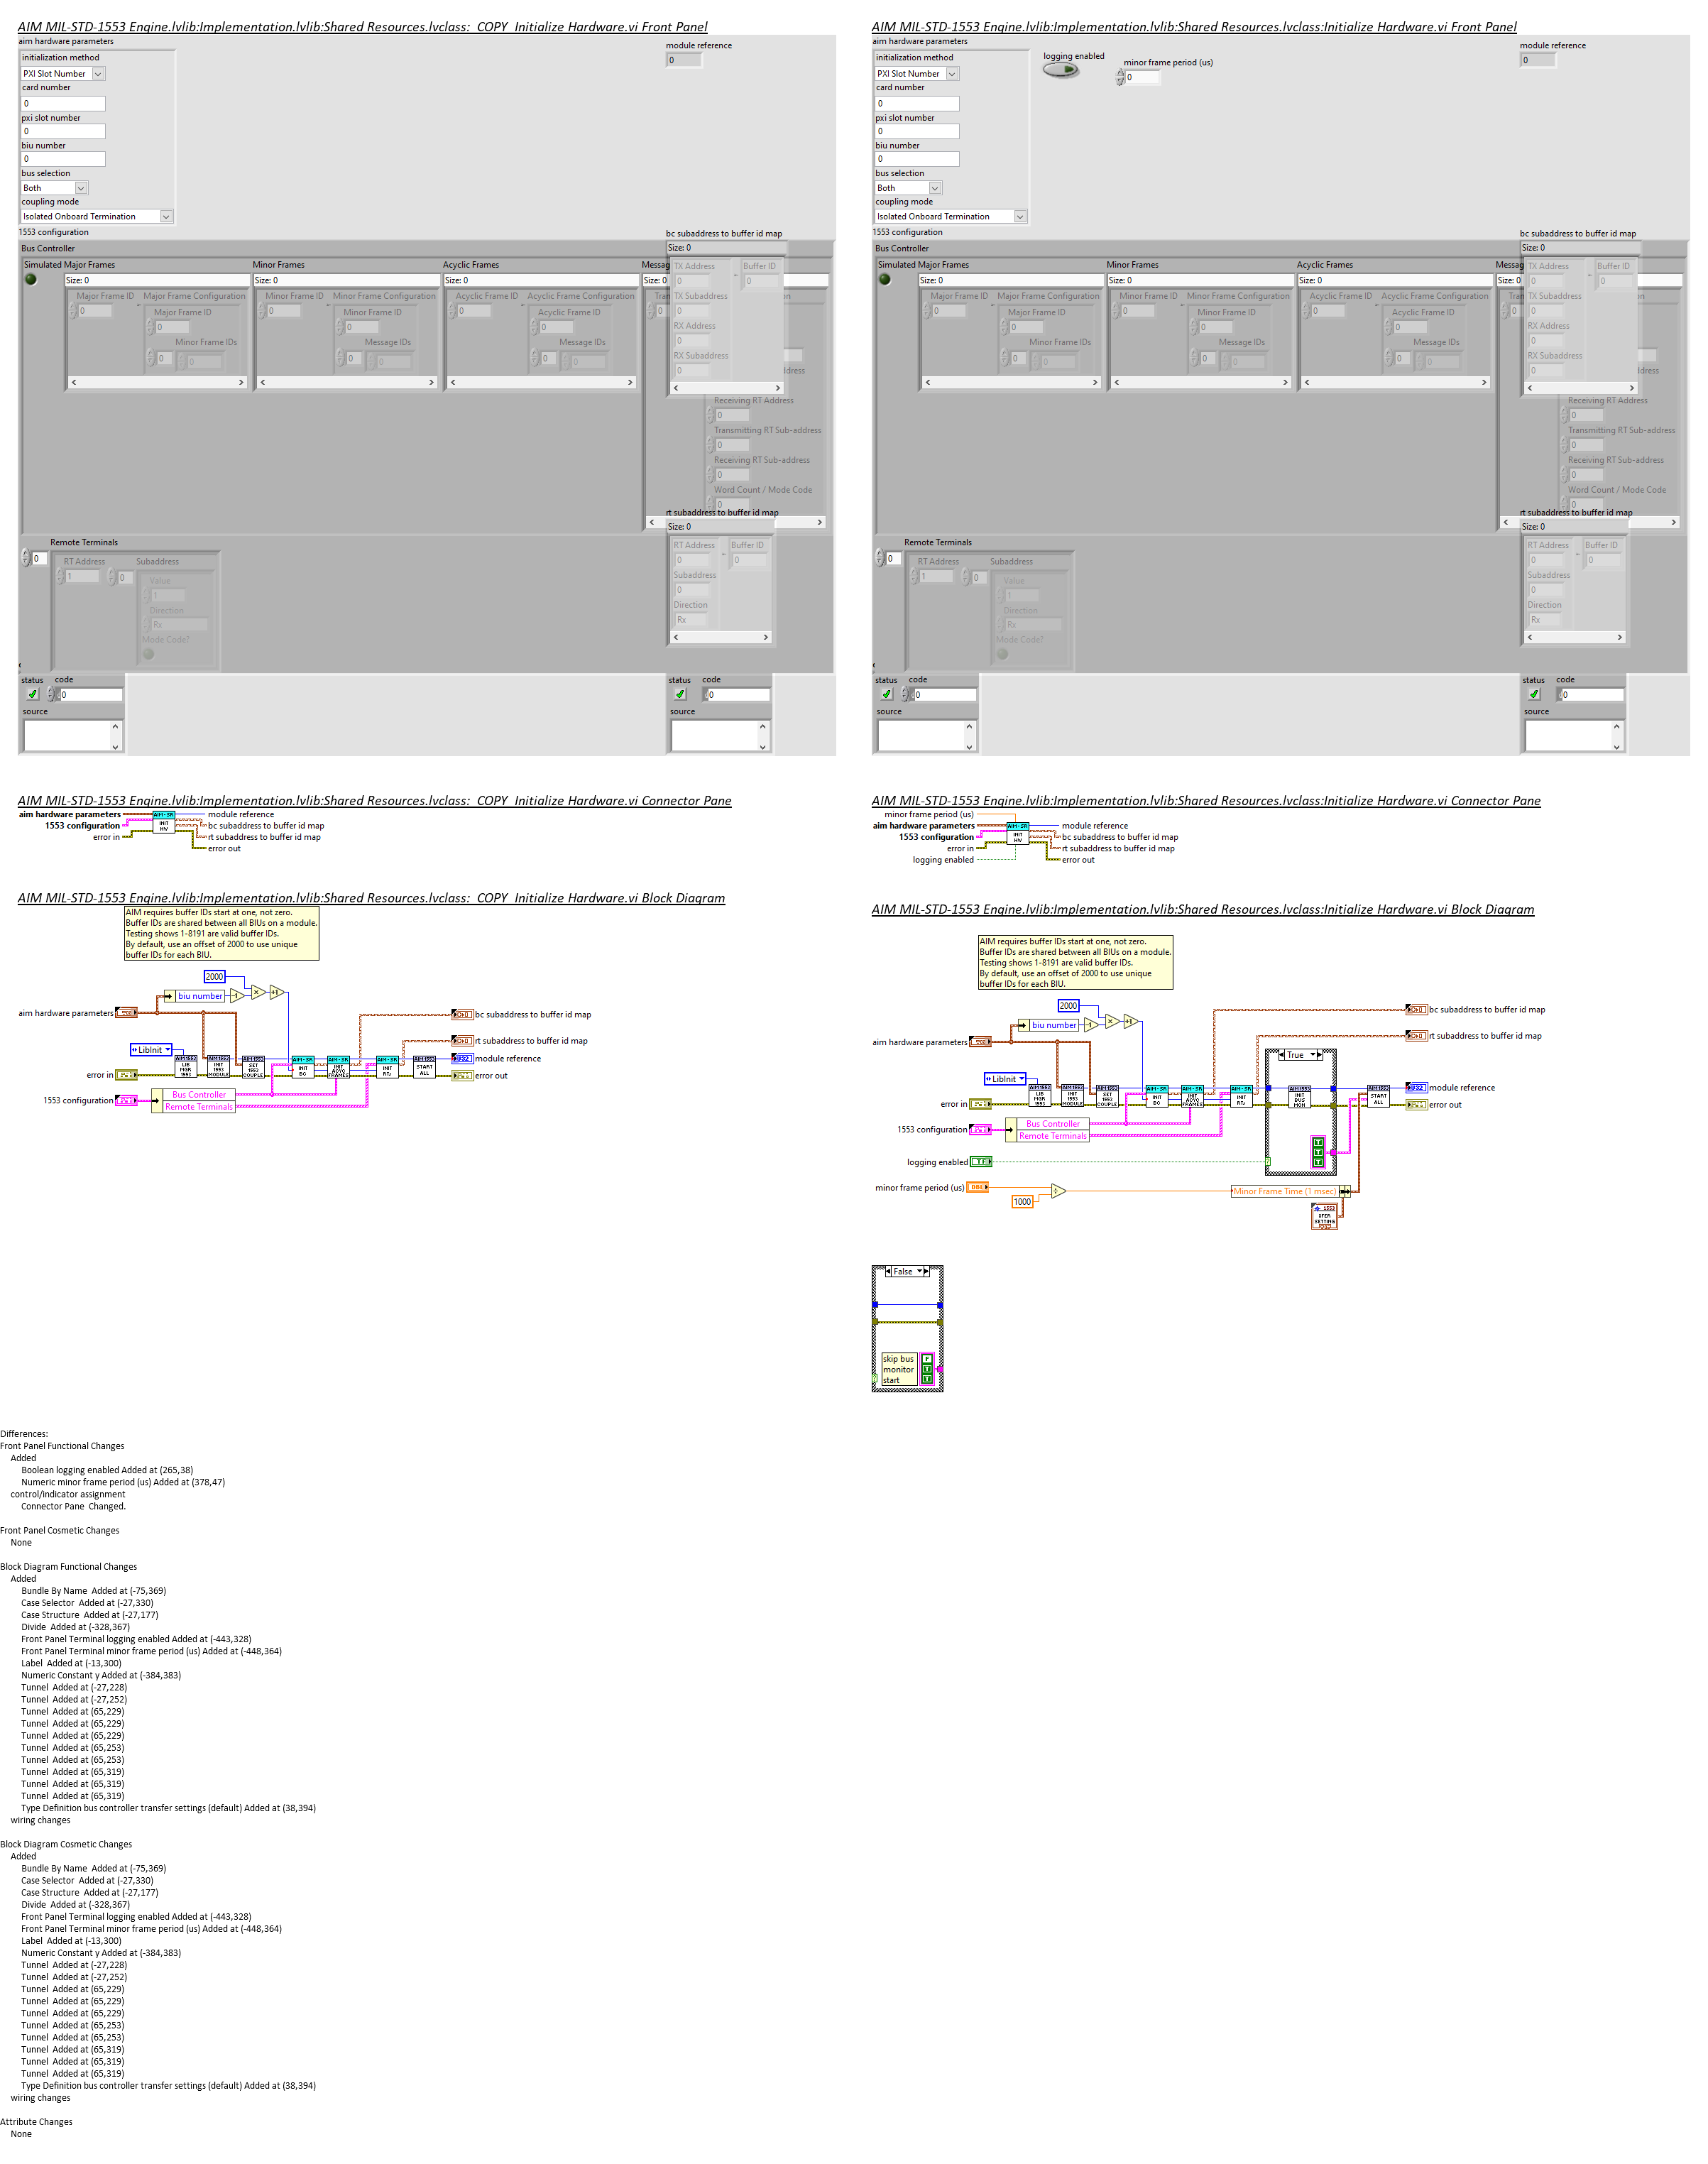 AIM MIL-STD-1553 Engine.lvlib:Implementation.lvlib:Shared Resources.lvclass:_COPY_Initialize Hardware.vi Front Panel
aim hardware parameters
initialization method
PXI Slot Number
card number
0
pxi slot number
0
biu number
0
bus selection
Both
coupling mode
Isolated Onboard Termination
module reference
0
1553 configuration
Bus Controller
Simulated Major Frames
Size: 0
Major Frame ID
0
Major Frame Configuration
Major Frame ID
0
Minor Frame IDs
0
0
Minor Frames
Size: 0
Minor Frame ID
0
Minor Frame Configuration
Minor Frame ID
0
Message IDs
0
0
Acyclic Frames
Size: 0
Acyclic Frame ID
0
Acyclic Frame Configuration
Acyclic Frame ID
0
Message IDs
0
0
Messag
Size: 0
bc subaddress to buffer id map
Size: 0
TX Address
0
Buffer ID
0
TX Subaddress
0
RX Address
0
RX Subaddress
0
Receiving RT Address
0
Transmitting RT Sub-address
0
Receiving RT Sub-address
0
Word Count / Mode Code
0
rt subaddress to buffer id map
Size: 0
RT Address
0
Buffer ID
0
Subaddress
0
Direction
Rx
Remote Terminals
0
RT Address
1
Subaddress
0
Value
1
Direction
Rx
Mode Code?
status code
0
source
status code
0
source
AIM MIL-STD-1553 Engine.lvlib:Implementation.lvlib:Shared Resources.lvclass:Initialize Hardware.vi Front Panel
aim hardware parameters
initialization method
PXI Slot Number
card number
0
pxi slot number
0
biu number
0
bus selection
Both
coupling mode
Isolated Onboard Termination
logging enabled
minor frame period (us)
0
module reference
0
1553 configuration
Bus Controller
Simulated Major Frames
Size: 0
Major Frame ID
0
Major Frame Configuration
Major Frame ID
0
Minor Frame IDs
0
0
Minor Frames
Size: 0
Minor Frame ID
0
Minor Frame Configuration
Minor Frame ID
0
Message IDs
0
0
Acyclic Frames
Size: 0
Acyclic Frame ID
0
Acyclic Frame Configuration
Acyclic Frame ID
0
Message IDs
0
0
Messag
Size: 0
bc subaddress to buffer id map
Size: 0
TX Address
0
Buffer ID
0
TX Subaddress
0
RX Address
0
RX Subaddress
0
Receiving RT Address
0
Transmitting RT Sub-address
0
Receiving RT Sub-address
0
Word Count / Mode Code
0
rt subaddress to buffer id map
Size: 0
RT Address
0
Buffer ID
0
Subaddress
0
Direction
Rx
Remote Terminals
0
RT Address
1
Subaddress
0
Value
1
Direction
Rx
Mode Code?
status code
0
source
status code
0
source
AIM MIL-STD-1553 Engine.lvlib:Implementation.lvlib:Shared Resources.lvclass:_COPY_Initialize Hardware.vi Connector Pane
aim hardware parameters
1553 configuration
error in
AIM-SR
INIT
HW
module reference
bc subaddress to buffer id map
rt subaddress to buffer id map
error out
AIM MIL-STD-1553 Engine.lvlib:Implementation.lvlib:Shared Resources.lvclass:Initialize Hardware.vi Connector Pane
minor frame period (us)
aim hardware parameters
1553 configuration
error in
logging enabled
AIM-SR
INIT
HW
module reference
bc subaddress to buffer id map
rt subaddress to buffer id map
error out
AIM MIL-STD-1553 Engine.lvlib:Implementation.lvlib:Shared Resources.lvclass:_COPY_Initialize Hardware.vi Block Diagram
AIM requires buffer IDs start at one, not zero.
Buffer IDs are shared between all BIUs on a module.
Testing shows 1-8191 are valid buffer IDs.
By default, use an offset of 2000 to use unique
buffer IDs for each BIU.
2000
biu number
aim hardware parameters
bc subaddress to buffer id map
rt subaddress to buffer id map
LibInit
module reference
error in
error out
1553 configuration
Bus Controller
Remote Terminals
AIM MIL-STD-1553 Engine.lvlib:Implementation.lvlib:Shared Resources.lvclass:Initialize Hardware.vi Block Diagram
AIM requires buffer IDs start at one, not zero.
Buffer IDs are shared between all BIUs on a module.
Testing shows 1-8191 are valid buffer IDs.
By default, use an offset of 2000 to use unique
buffer IDs for each BIU.
2000
biu number
aim hardware parameters
bc subaddress to buffer id map
rt subaddress to buffer id map
True
LibInit
module reference
error in
error out
1553 configuration
Bus Controller
Remote Terminals
logging enabled
minor frame period (us)
1000
Minor Frame Time (1 msec)
False
skip bus
monitor
start
Differences:
Front Panel Functional Changes
Added
Boolean logging enabled Added at (265,38)
Numeric minor frame period (us) Added at (378,47)
control/indicator assignment
Connector Pane Changed.
Front Panel Cosmetic Changes
None
Block Diagram Functional Changes
Added
Bundle By Name Added at (-75,369)
Case Selector Added at (-27,330)
Case Structure Added at (-27,177)
Divide Added at (-328,367)
Front Panel Terminal logging enabled Added at (-443,328)
Front Panel Terminal minor frame period (us) Added at (-448,364)
Label Added at (-13,300)
Numeric Constant y Added at (-384,383)
Tunnel Added at (-27,228)
Tunnel Added at (-27,252)
Tunnel Added at (65,229)
Tunnel Added at (65,229)
Tunnel Added at (65,229)
Tunnel Added at (65,253)
Tunnel Added at (65,253)
Tunnel Added at (65,319)
Tunnel Added at (65,319)
Tunnel Added at (65,319)
Type Definition bus controller transfer settings (default) Added at (38,394)
wiring changes
Block Diagram Cosmetic Changes
Added
Bundle By Name Added at (-75,369)
Case Selector Added at (-27,330)
Case Structure Added at (-27,177)
Divide Added at (-328,367)
Front Panel Terminal logging enabled Added at (-443,328)
Front Panel Terminal minor frame period (us) Added at (-448,364)
Label Added at (-13,300)
Numeric Constant y Added at (-384,383)
Tunnel Added at (-27,228)
Tunnel Added at (-27,252)
Tunnel Added at (65,229)
Tunnel Added at (65,229)
Tunnel Added at (65,229)
Tunnel Added at (65,253)
Tunnel Added at (65,253)
Tunnel Added at (65,319)
Tunnel Added at (65,319)
Tunnel Added at (65,319)
Type Definition bus controller transfer settings (default) Added at (38,394)
wiring changes
Attribute Changes
None